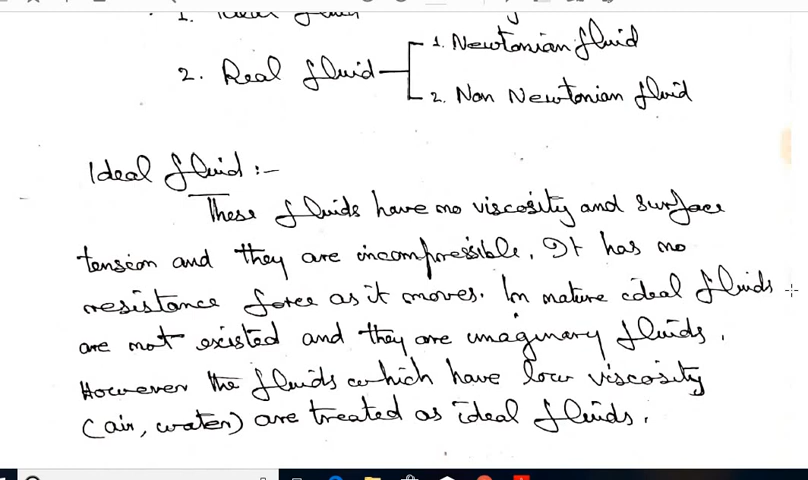 1. Ideal fluid
1. Newtonian fluid
2. Real fluid
2. Non Newtonian fluid
Ideal fluid :-
These fluids have no viscosity and surface
tension and they are incompressible. It has no
resistance force as it moves. In nature ideal fluids
are not existed and they are imaginary fluids.
However the fluids which have low viscosity
(air, water) are treated as ideal fluids.